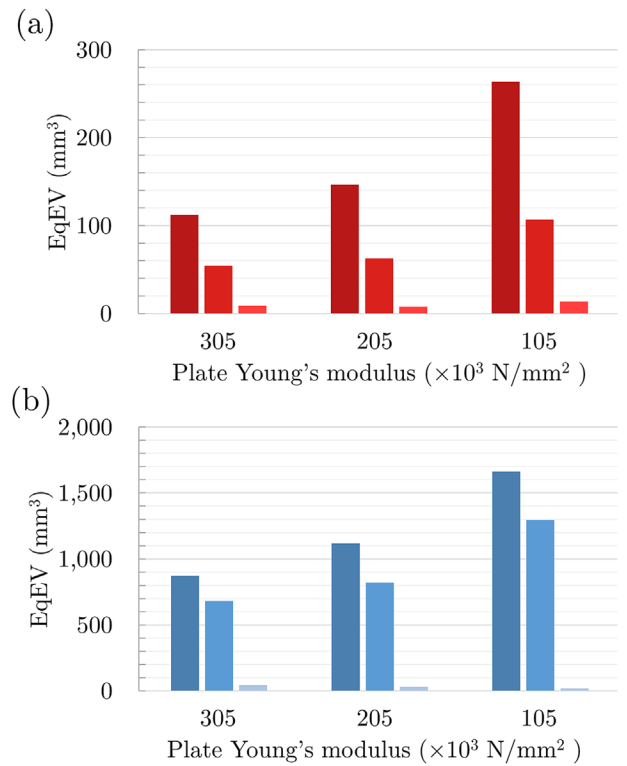 (a)
300
200
100
0
EqEV (mm³)
305 205 105
Plate Young's modulus (×10³ N/mm² )
(b)
2,000
1,500
1,000
500
0
EqEV (mm³)
305 205 105
Plate Young's modulus (×10³ N/mm² )